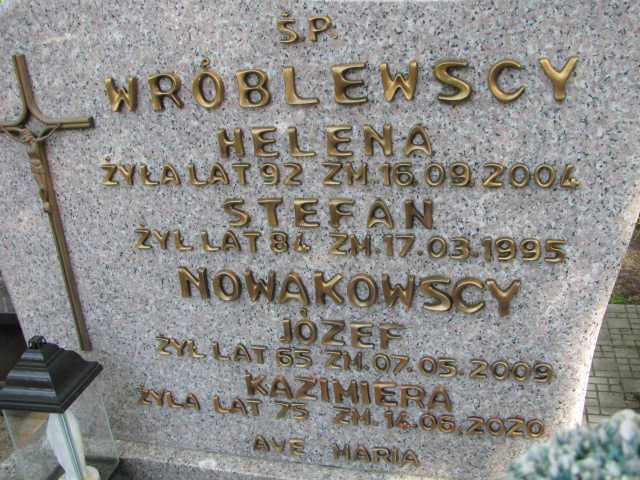 ŚP.
WRÓBLEWSCY
HELENA
ŻYŁA LAT 92 ZM.16.09.2004
STEFAN
ŻYŁ LAT 84 ZM.17.03.1995
NOWAKOWSCY
JÓZEF
ŻYŁ LAT 65 ZM.07.05.2009
KAZIMIERA
ŻYŁA LAT 75 ZM.14.06.2020
AVE MARIA